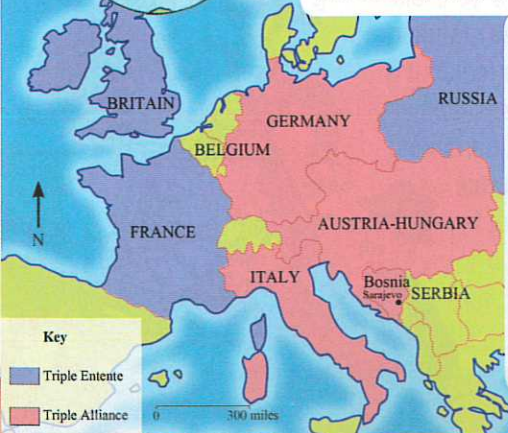 BRITAIN
RUSSIA
GERMANY
BELGIUM
AUSTRIA-HUNGARY
FRANCE
N
ITALY
Bosnia
Sarajevo
SERBIA
Key
Triple Entente
Triple Alliance
0 300 miles